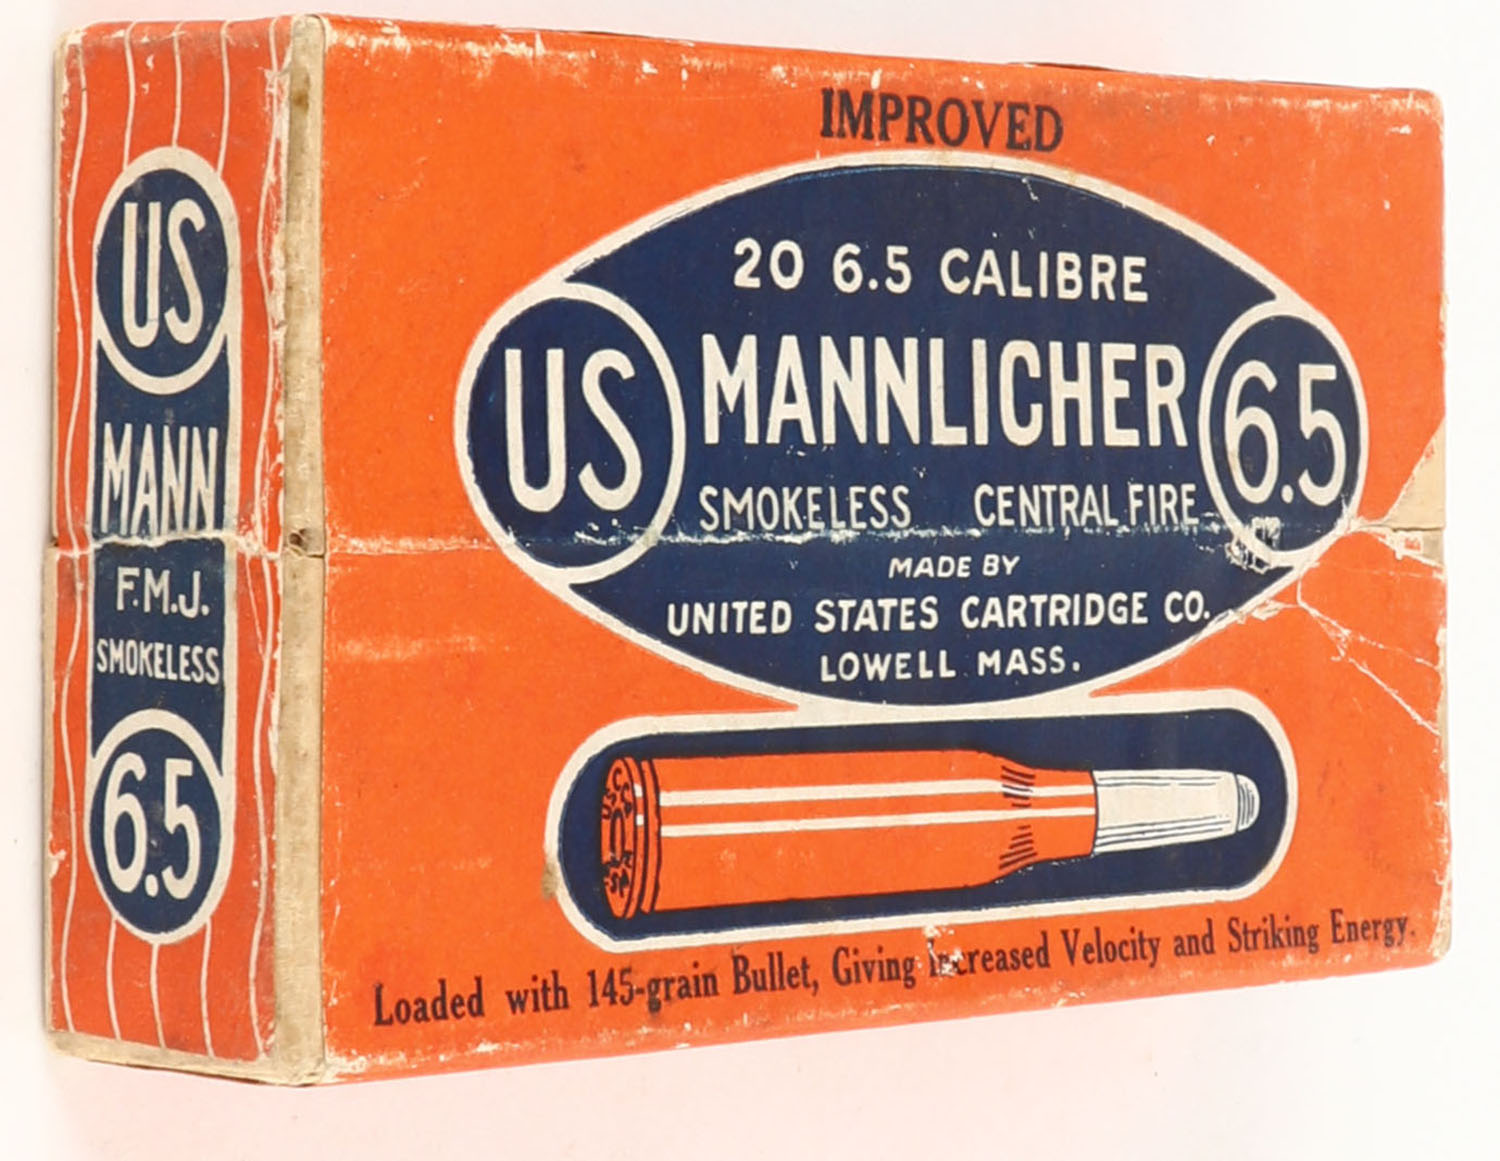 US
MANN
F.M.J.
SMOKELESS
6.5
IMPROVED
20 6.5 CALIBRE
US MANNLICHER 6.5
SMOKELESS CENTRAL FIRE
MADE BY
UNITED STATES CARTRIDGE CO.
LOWELL MASS.
Loaded with 145-grain Bullet, Giving Increased Velocity and Striking Energy.